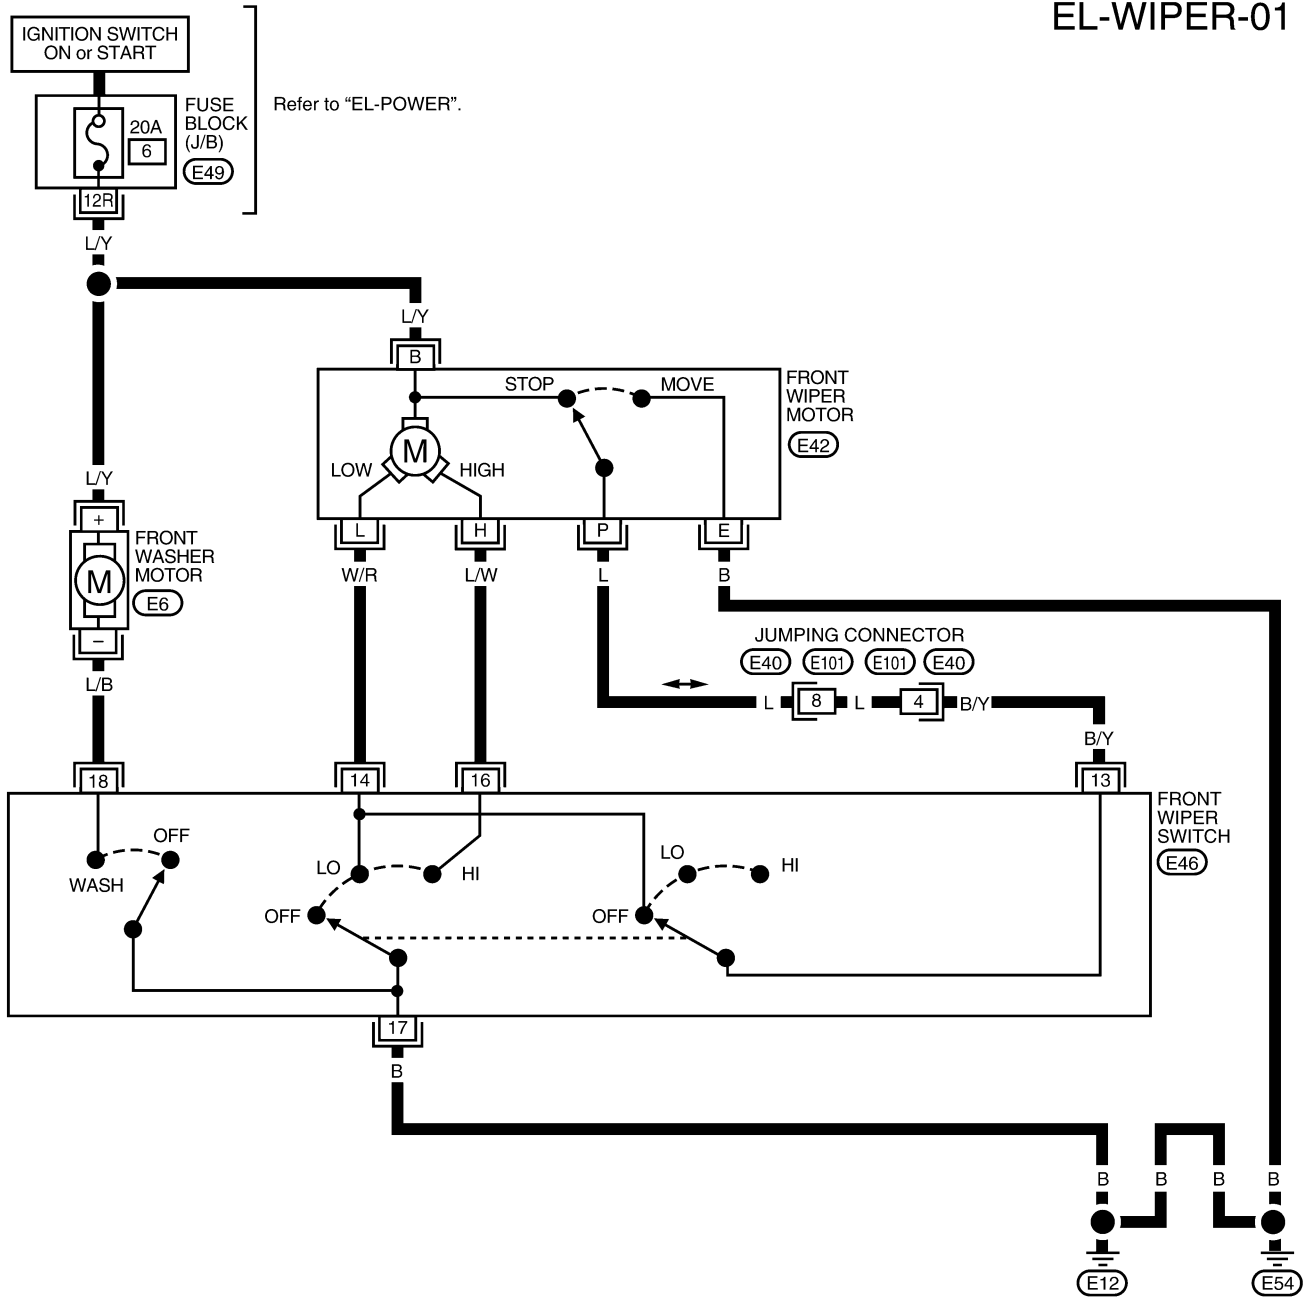 EL-WIPER-01
IGNITION SWITCH
ON or START
Refer to “EL-POWER”.
FUSE
BLOCK
(J/B)
20A
6
E49
12R
L/Y
L/Y
B
STOP
MOVE
FRONT
WIPER
MOTOR
E42
M
LOW
HIGH
L/Y
+
FRONT
WASHER
MOTOR
M
E6
−
L/B
L
H
P
E
W/R
L/W
L
B
JUMPING CONNECTOR
E40
E101
E101
E40
L
8
L
4
B/Y
B/Y
18
14
16
13
FRONT
WIPER
SWITCH
E46
OFF
WASH
LO
HI
OFF
LO
HI
OFF
17
B
B
B
B
B
E12
E54